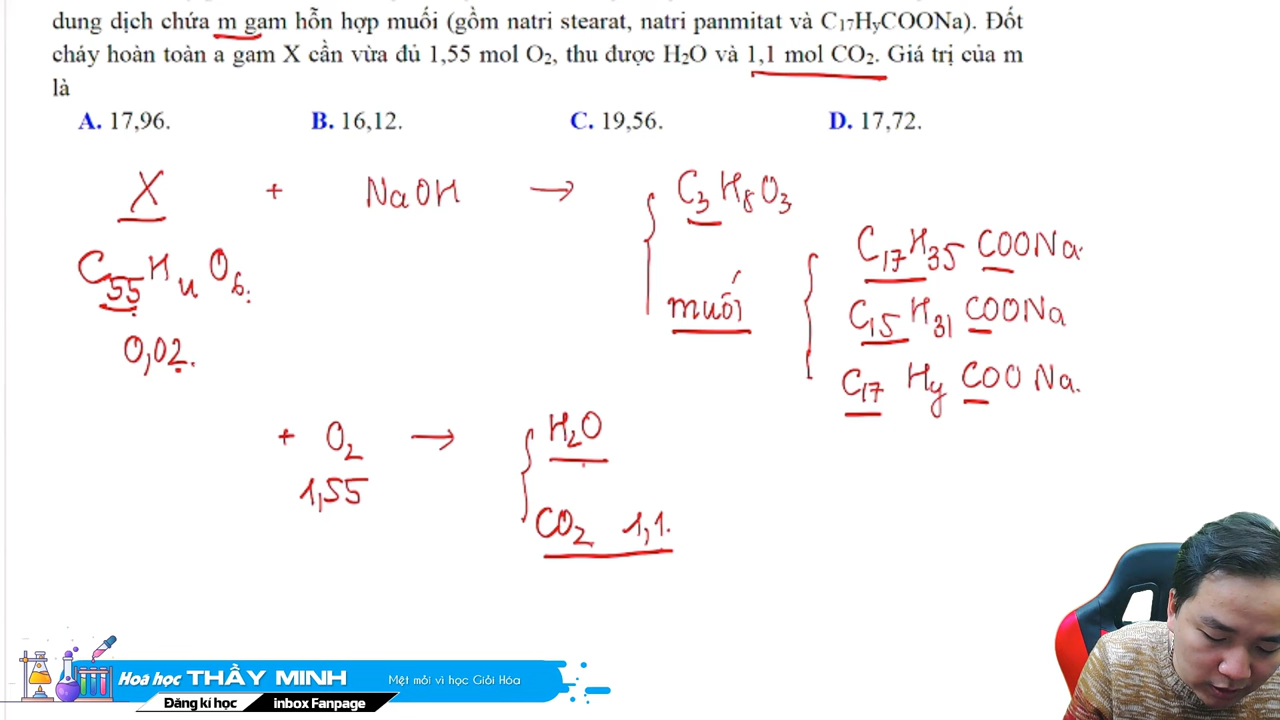 dung dịch chứa m gam hỗn hợp muối (gồm natri stearat, natri panmitat và C₁₇HyCOONa). Đốt
cháy hoàn toàn a gam X cần vừa đủ 1,55 mol O₂, thu được H₂O và 1,1 mol CO₂. Giá trị của m
là
A. 17,96. B. 16,12. C. 19,56. D. 17,72.
X + NaOH → C₃H₈O₃
C₁₇H₃₅COONa
C₅₅HuO₆.
muối C₁₅H₃₁COONa
0,02.
C₁₇HyCOONa.
+ O₂ → H₂O
1,55
CO₂ 1,1.
Hoá học THẦY MINH
Mệt mỏi vì học Giỏi Hóa
Đăng kí học inbox Fanpage